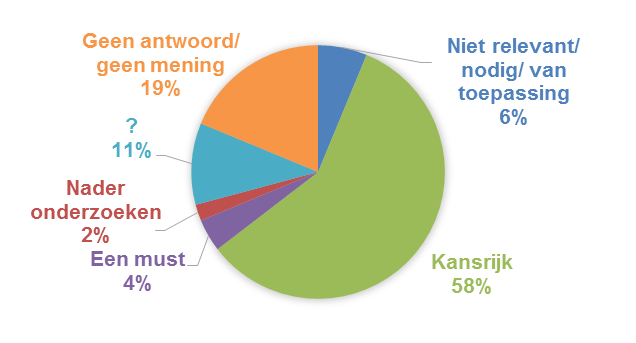 Geen antwoord/
geen mening
19%
Niet relevant/
nodig/ van
toepassing
6%
?
11%
Nader
onderzoeken
2%
Een must
4%
Kansrijk
58%